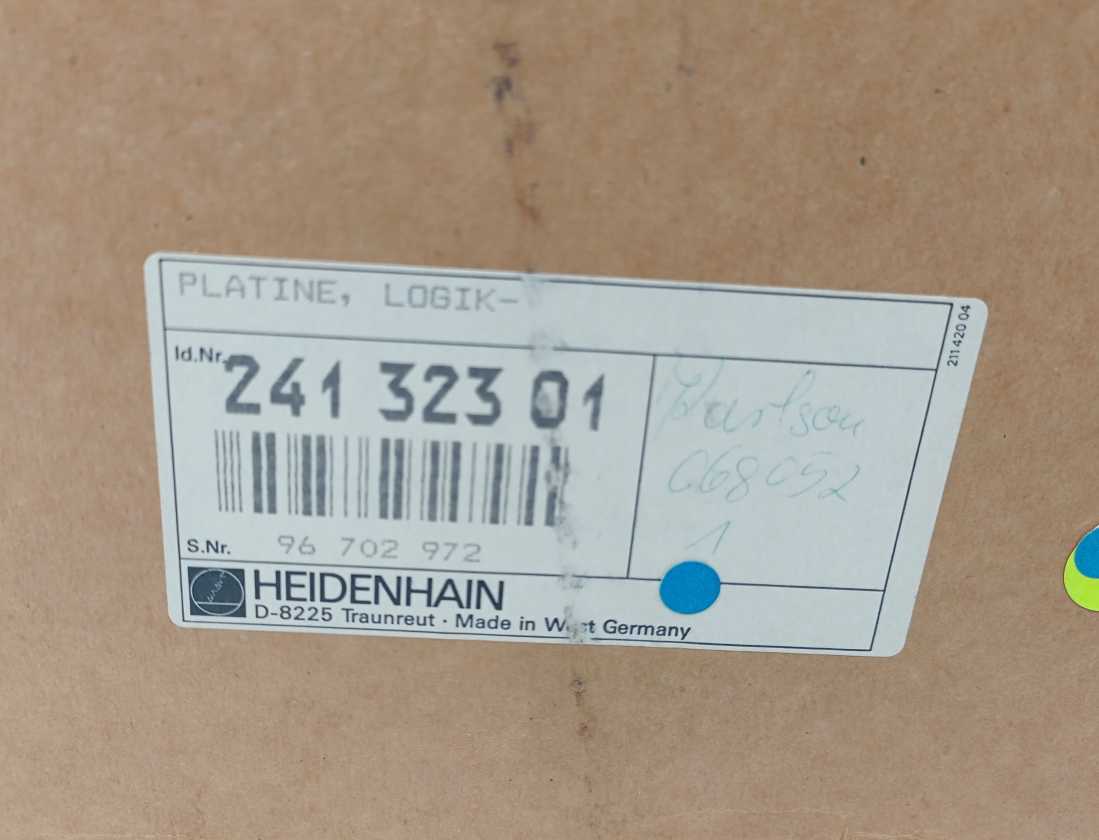 PLATINE, LOGIK-
211 420 04
Id.Nr.
241 323 01
068052
1
S.Nr. 96 702 972
HEIDENHAIN
D-8225 Traunreut · Made in West Germany